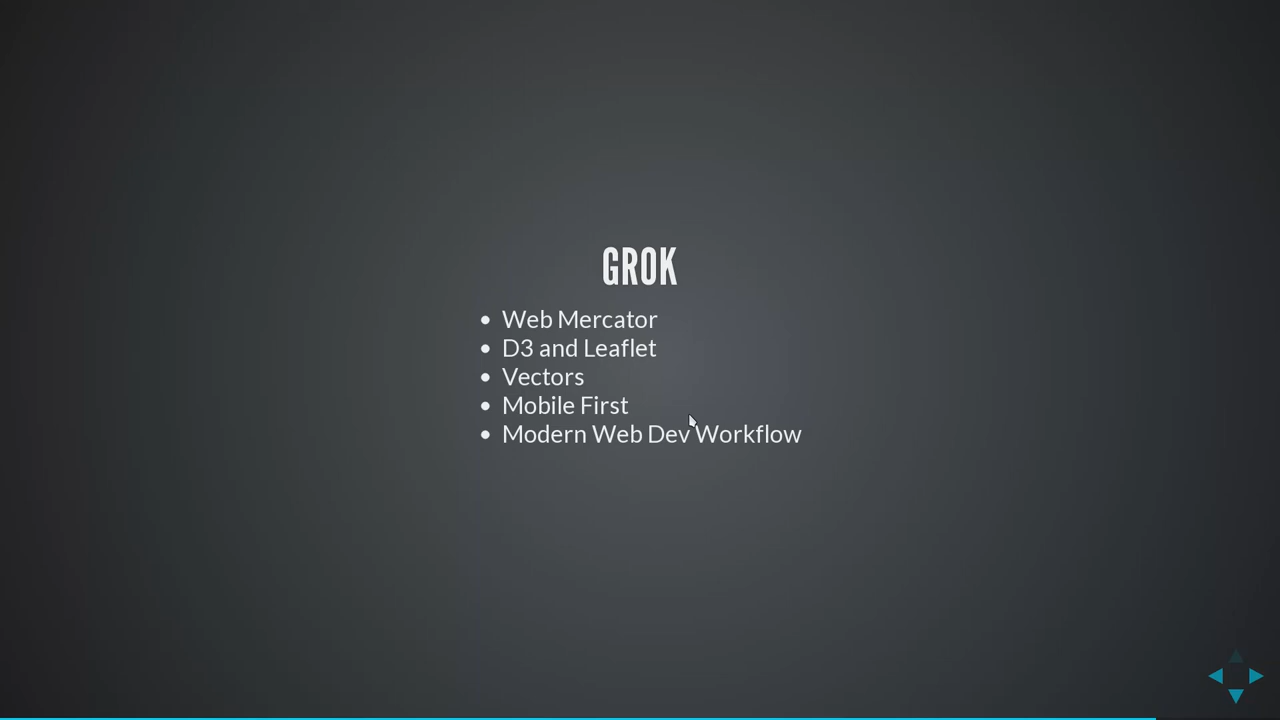 GROK
Web Mercator
D3 and Leaflet
Vectors
Mobile First
Modern Web Dev Workflow